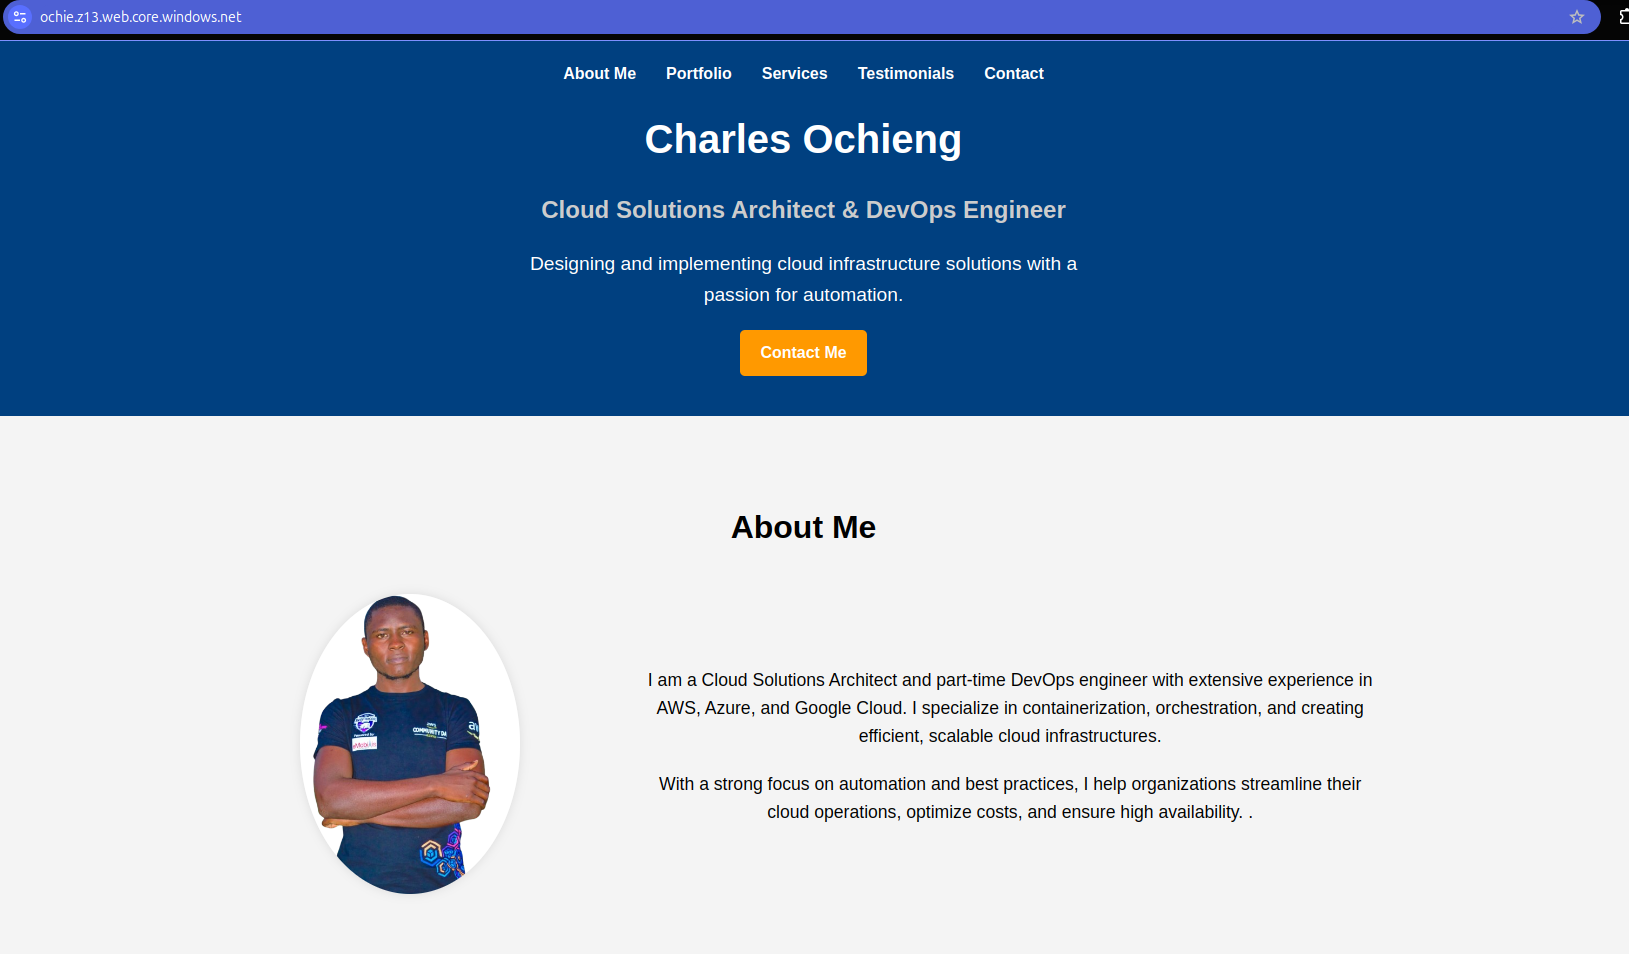 ochie.z13.web.core.windows.net
About Me Portfolio Services Testimonials Contact
Charles Ochieng
Cloud Solutions Architect & DevOps Engineer
Designing and implementing cloud infrastructure solutions with a
passion for automation.
Contact Me
About Me
I am a Cloud Solutions Architect and part-time DevOps engineer with extensive experience in
AWS, Azure, and Google Cloud. I specialize in containerization, orchestration, and creating
efficient, scalable cloud infrastructures.
With a strong focus on automation and best practices, I help organizations streamline their
cloud operations, optimize costs, and ensure high availability. .
aws
COMMUNITY DA